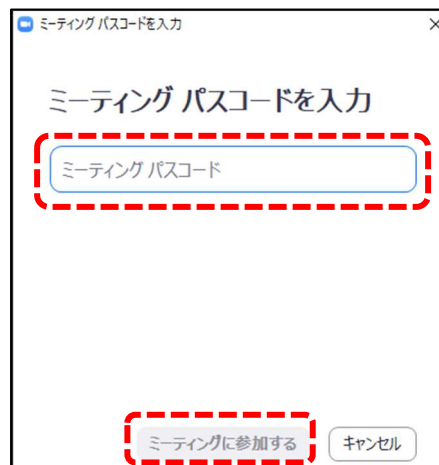 ミーティング パスコードを入力
ミーティング パスコードを入力
ミーティング パスコード
ミーティングに参加する
キャンセル